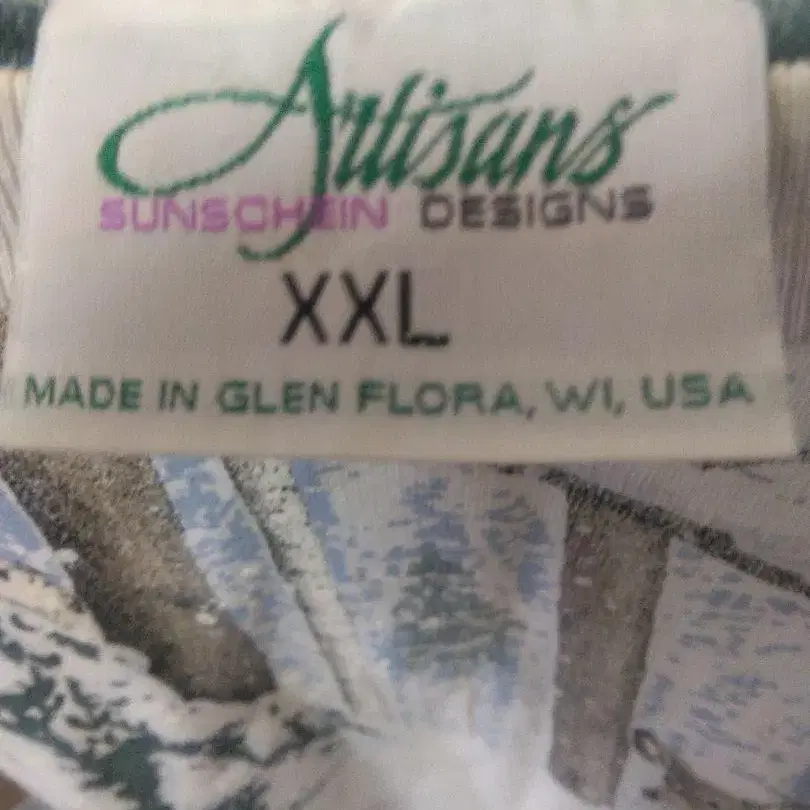 Artisans
SUNSCHEIN DESIGNS
XXL
MADE IN GLEN FLORA, WI, USA